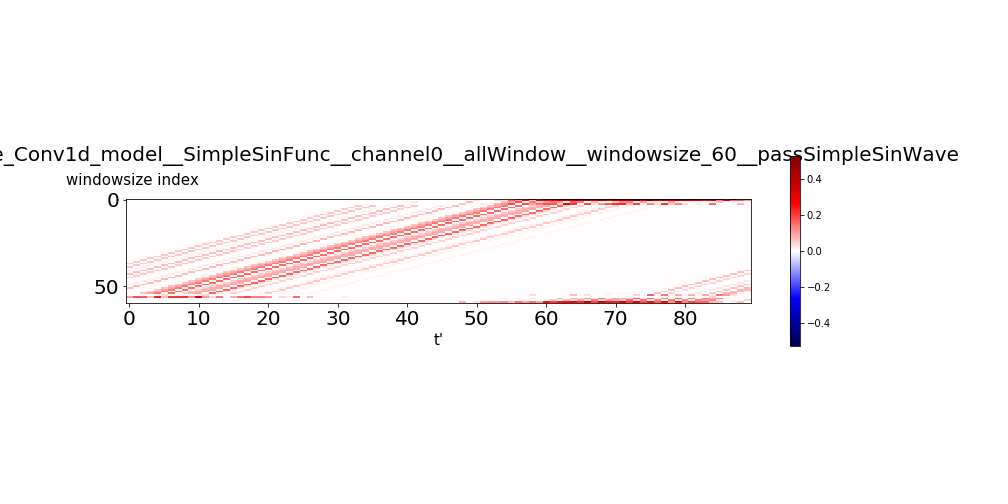 e_Conv1d_model__SimpleSinFunc__channel0__allWindow__windowsize_60__passSimpleSinWave
windowsize index
0
50
0 10 20 30 40 50 60 70 80
t'
0.4
0.2
0.0
−0.2
−0.4